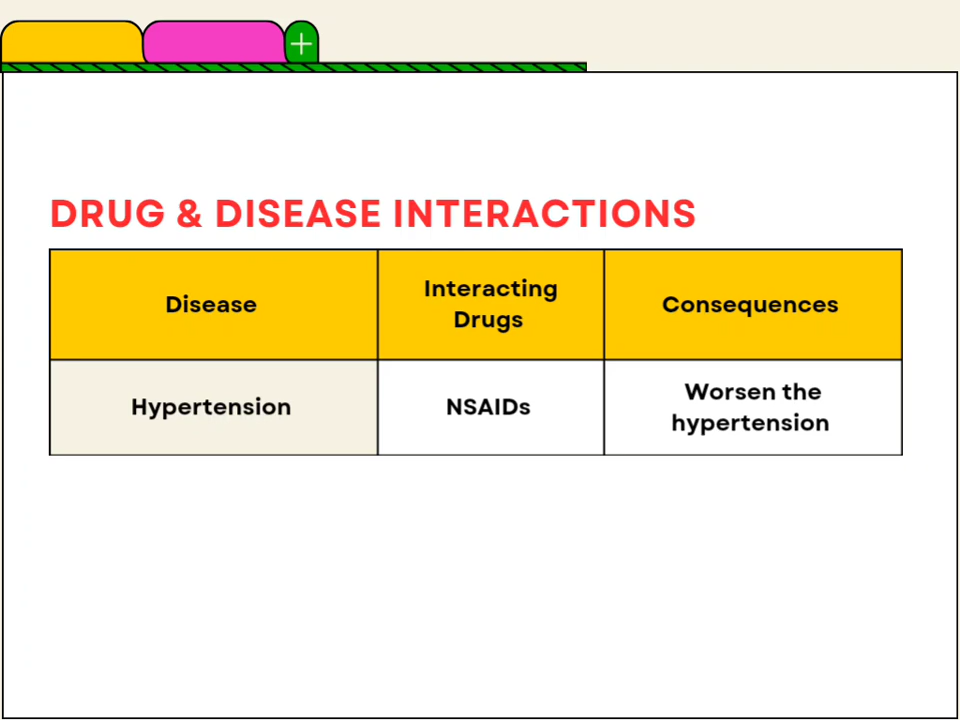 DRUG & DISEASE INTERACTIONS
Disease
Interacting
Drugs
Consequences
Hypertension
NSAIDs
Worsen the
hypertension